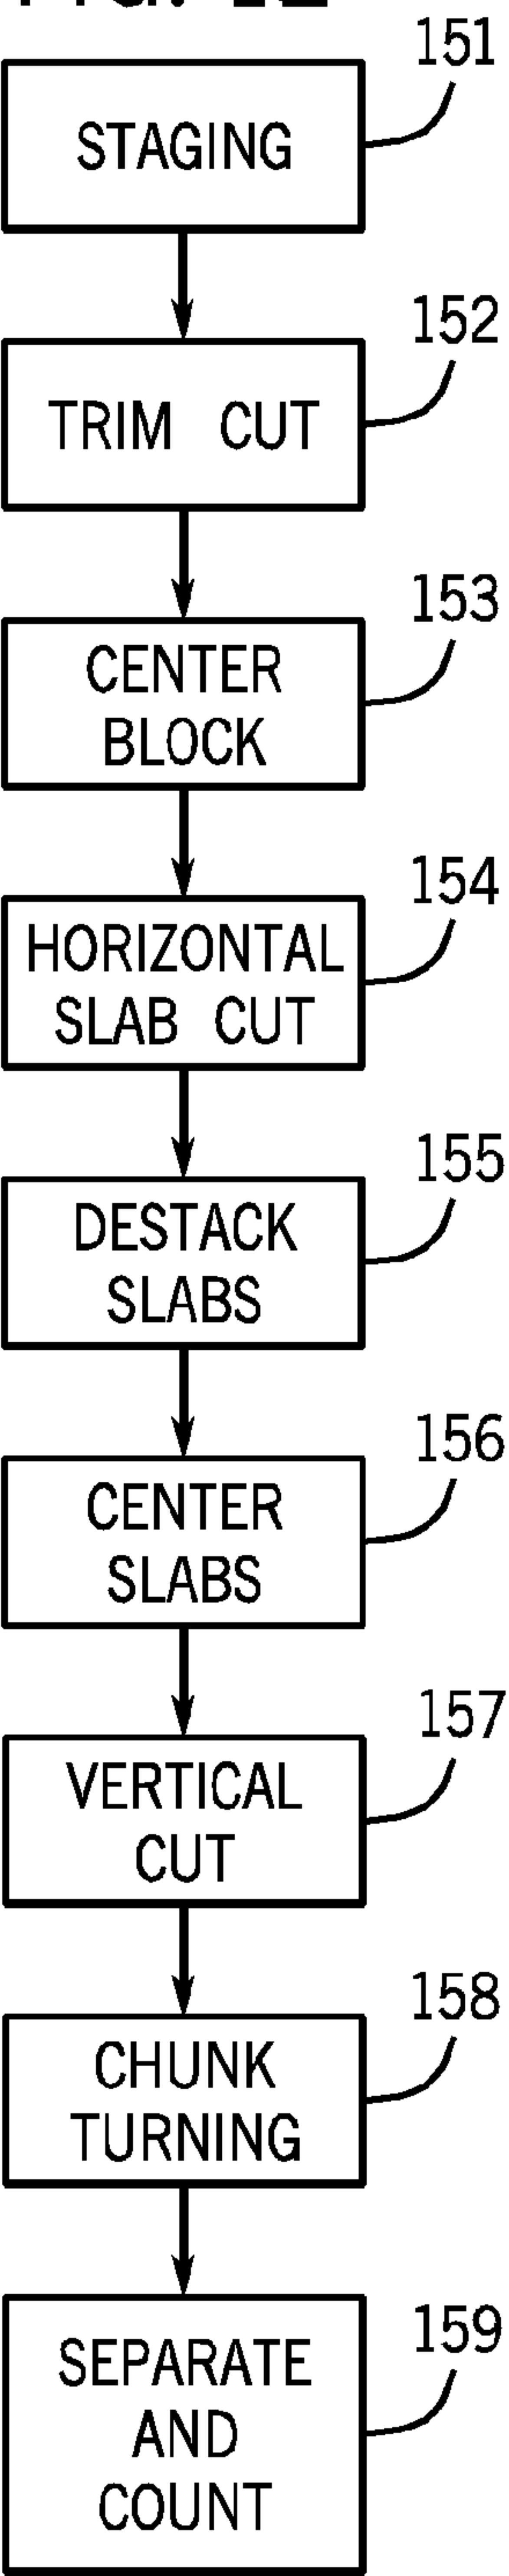 151
STAGING
152
TRIM CUT
153
CENTER
BLOCK
154
HORIZONTAL
SLAB CUT
155
DESTACK
SLABS
156
CENTER
SLABS
157
VERTICAL
CUT
158
CHUNK
TURNING
159
SEPARATE
AND
COUNT